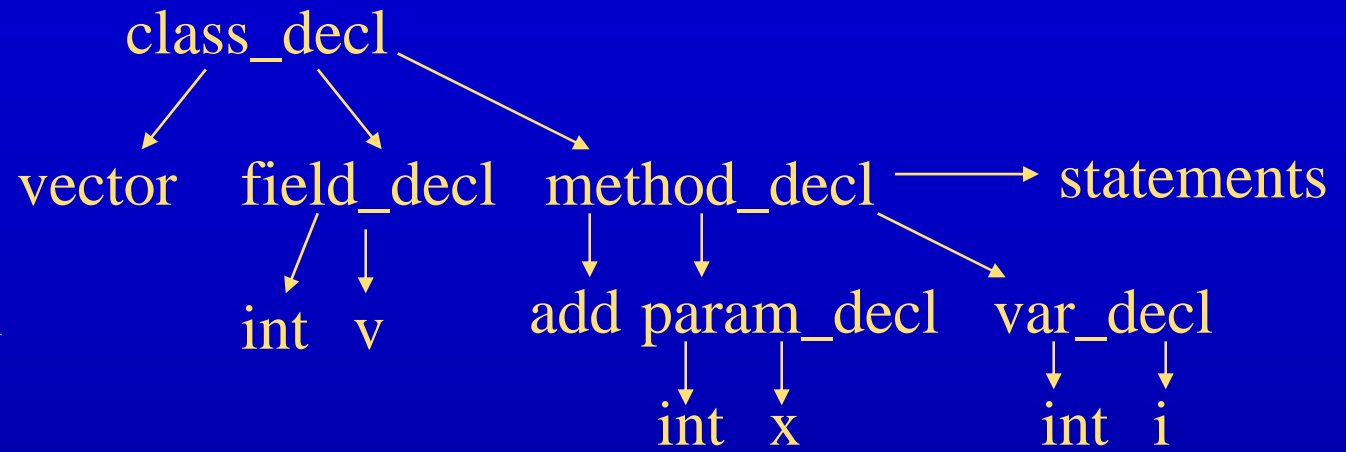 class_decl
vector field_decl method_decl statements
int v add param_decl var_decl
int x int i